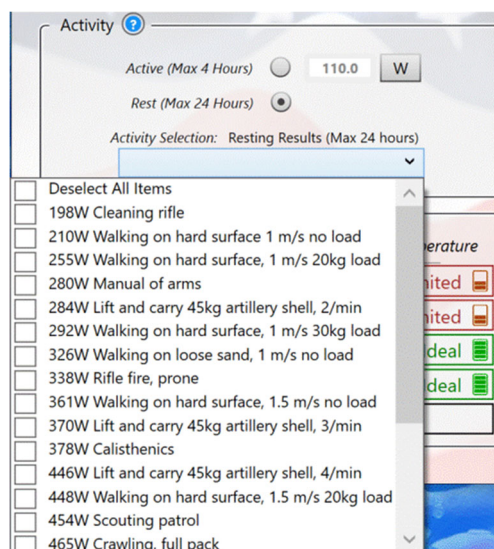 Activity ?
Active (Max 4 Hours) 110.0 W
Rest (Max 24 Hours)
Activity Selection: Resting Results (Max 24 hours)
Deselect All Items
198W Cleaning rifle
210W Walking on hard surface 1 m/s no load
255W Walking on hard surface, 1 m/s 20kg load
280W Manual of arms
284W Lift and carry 45kg artillery shell, 2/min
292W Walking on hard surface, 1 m/s 30kg load
326W Walking on loose sand, 1 m/s no load
338W Rifle fire, prone
361W Walking on hard surface, 1.5 m/s no load
370W Lift and carry 45kg artillery shell, 3/min
378W Calisthenics
446W Lift and carry 45kg artillery shell, 4/min
448W Walking on hard surface, 1.5 m/s 20kg load
454W Scouting patrol
465W Crawling, full pack
perature
nited
nited
deal
deal